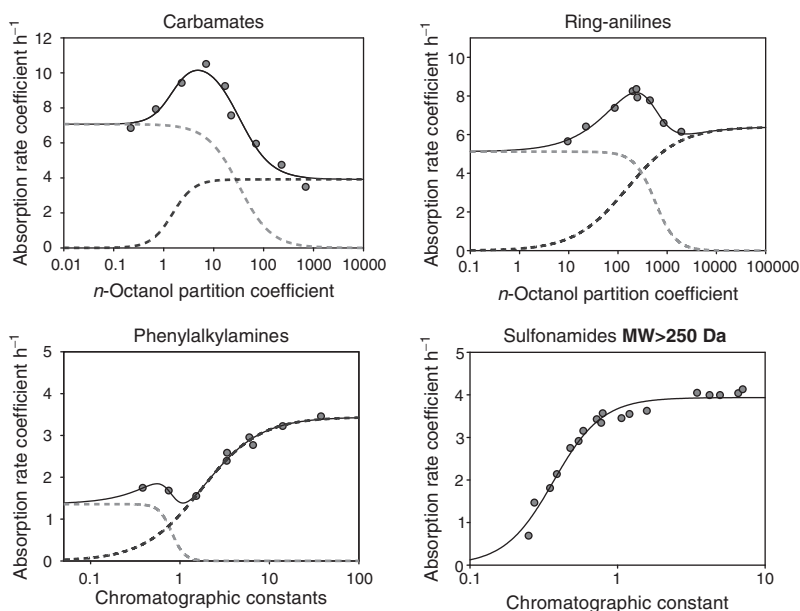 Carbamates
Absorption rate coefficient h⁻¹
12
10
8
6
4
2
0
0.01 0.1 1 10 100 1000 10000
n-Octanol partition coefficient
Ring-anilines
Absorption rate coefficient h⁻¹
10
8
6
4
2
0
0.1 1 10 100 1000 10000 100000
n-Octanol partition coefficient
Phenylalkylamines
Absorption rate coefficient h⁻¹
5
4
3
2
1
0
0.1 1 10 100
Chromatographic constants
Sulfonamides MW>250 Da
Absorption rate coefficient h⁻¹
5
4
3
2
1
0
0.1 1 10
Chromatographic constant